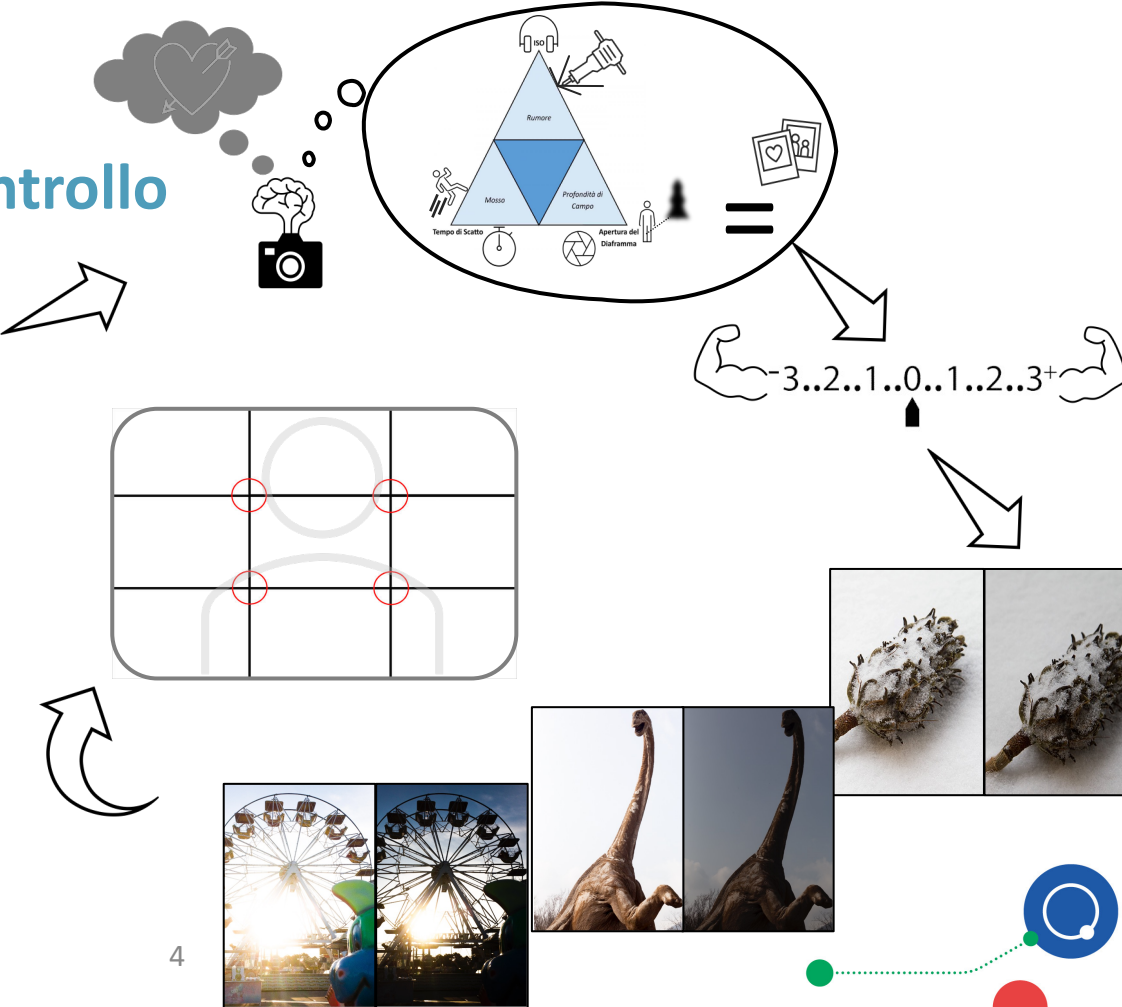 ntrollo
ISO
Rumore
Mosso
Profondità di
Campo
Tempo di Scatto
Apertura del
Diaframma
-3..2..1..0..1..2..3+
4